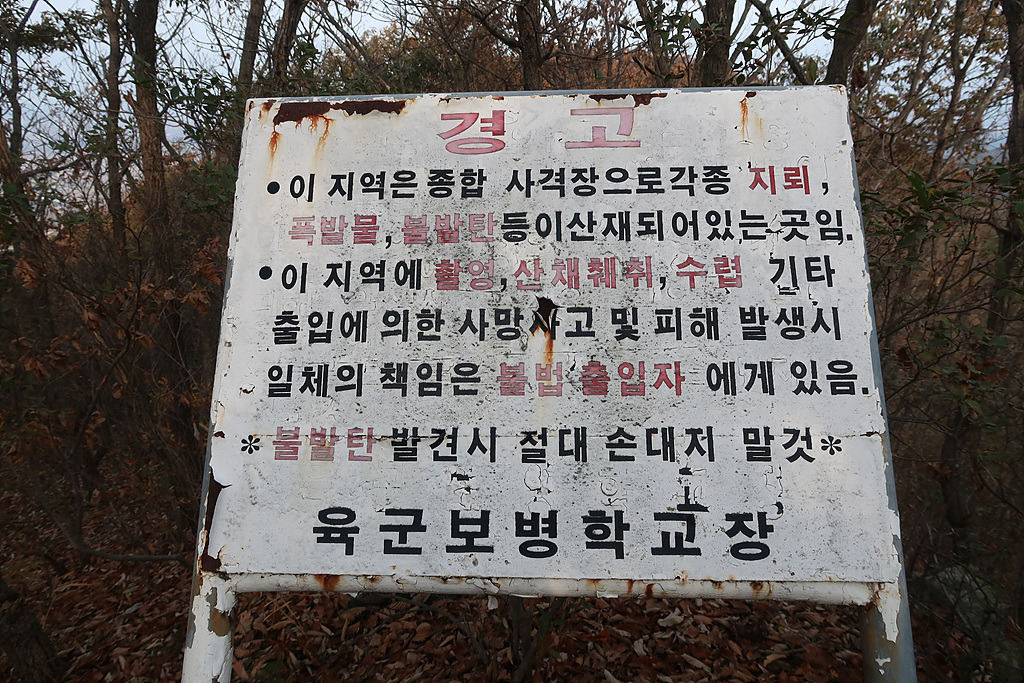 경 고
• 이 지역은 종합 사격장으로각종 지뢰,
폭발물, 불발탄등이산재되어있는 곳임.
• 이 지역에 촬영, 산채췌취, 수렵 기타
출입에 의한 사망사고 및 피해 발생시
일체의 책임은 불법 출입자 에게 있음.
* 불발탄 발견시 절대 손대지 말것 *
육군보병학교장